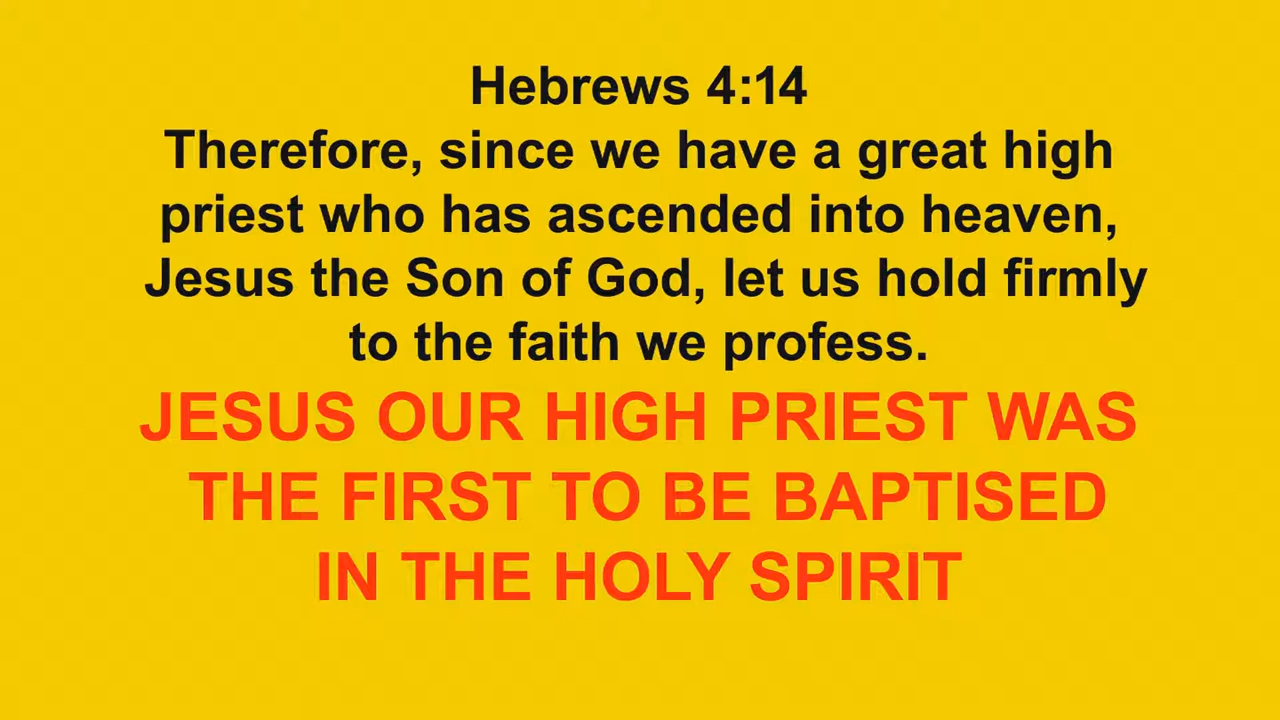 Hebrews 4:14
Therefore, since we have a great high
priest who has ascended into heaven,
Jesus the Son of God, let us hold firmly
to the faith we profess.
JESUS OUR HIGH PRIEST WAS
THE FIRST TO BE BAPTISED
IN THE HOLY SPIRIT